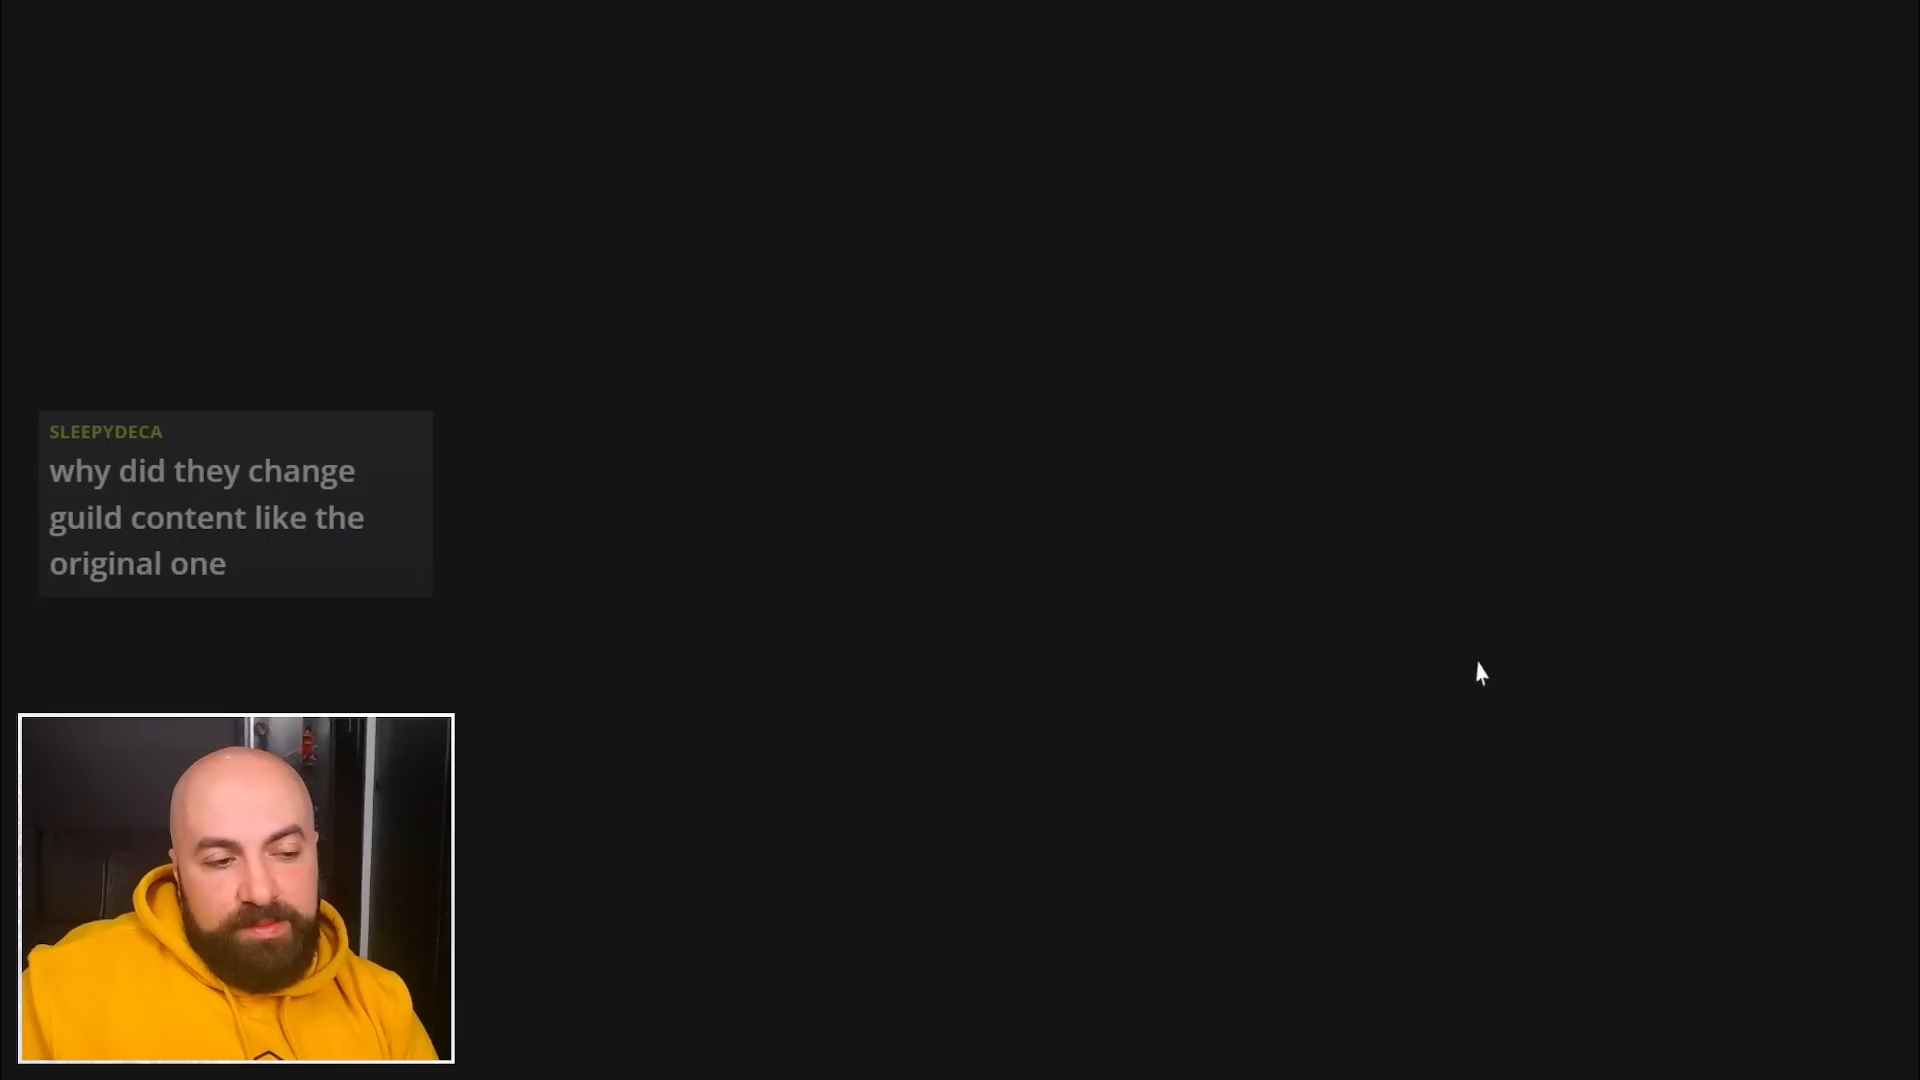 SLEEPYDECA
why did they change
guild content like the
original one